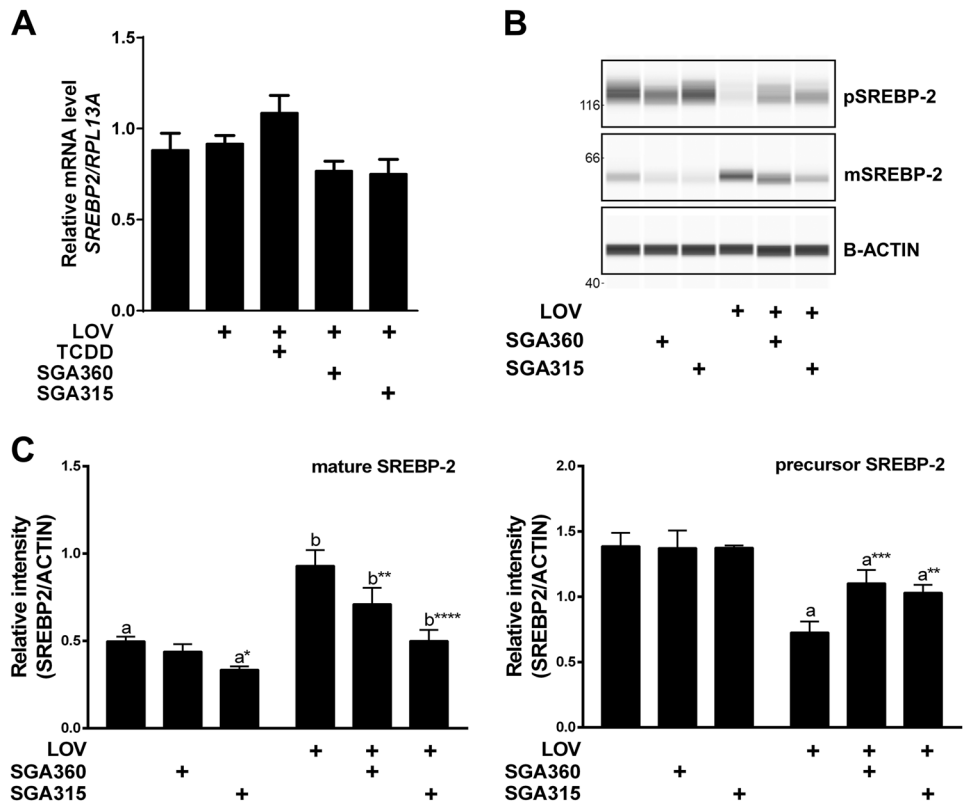 A
1.5
1.0
0.5
0.0
Relative mRNA level
SREBP2/RPL13A
LOV + + + +
TCDD +
SGA360 +
SGA315 +
B
116
pSREBP-2
66
mSREBP-2
B-ACTIN
40
LOV + + +
SGA360 + +
SGA315 + +
C
mature SREBP-2
1.5
1.0
0.5
0.0
Relative intensity
(SREBP2/ACTIN)
a
a*
b
b**
b****
LOV + + +
SGA360 + +
SGA315 + +
precursor SREBP-2
2.0
1.5
1.0
0.5
0.0
Relative intensity
(SREBP2/ACTIN)
a
a***
a**
LOV + + +
SGA360 + +
SGA315 + +